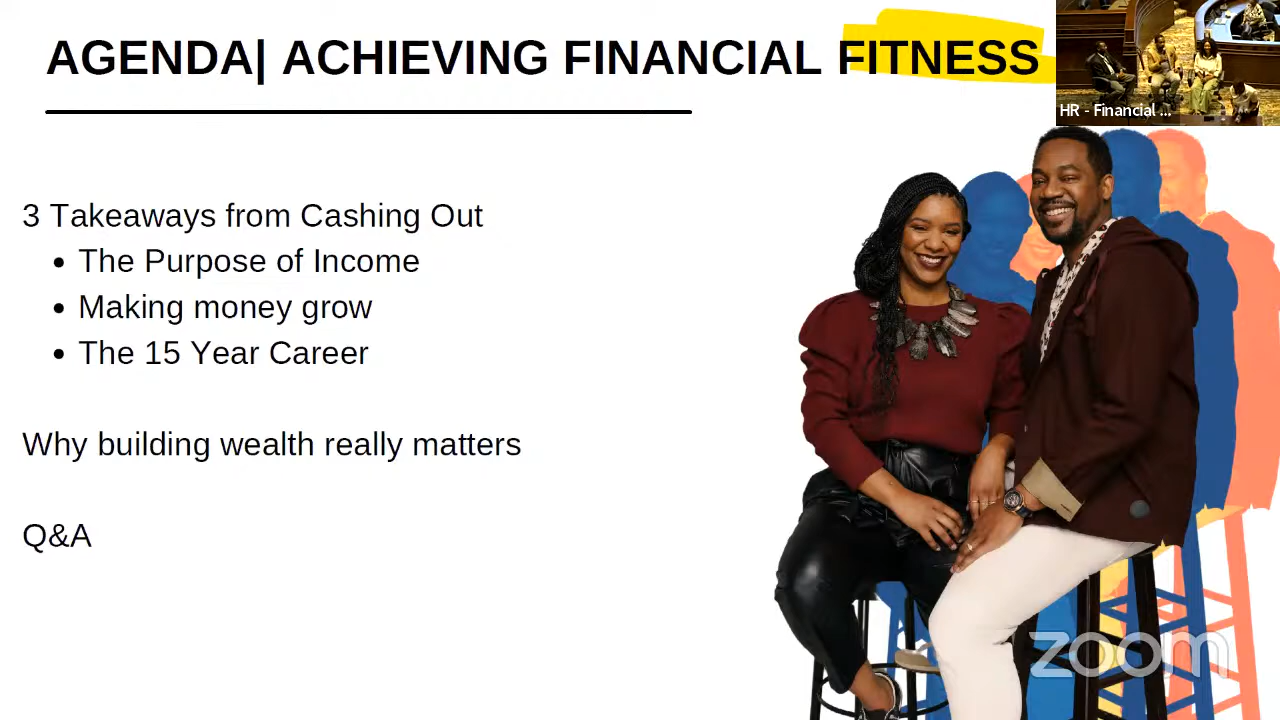 AGENDA| ACHIEVING FINANCIAL FITNESS
HR - Financial ...
3 Takeaways from Cashing Out
• The Purpose of Income
• Making money grow
• The 15 Year Career
Why building wealth really matters
Q&A
zoom